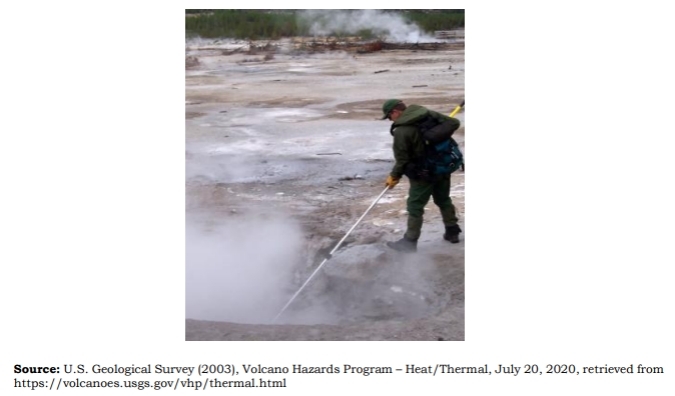 Source: U.S. Geological Survey (2003), Volcano Hazards Program – Heat/Thermal, July 20, 2020, retrieved from
https://volcanoes.usgs.gov/vhp/thermal.html